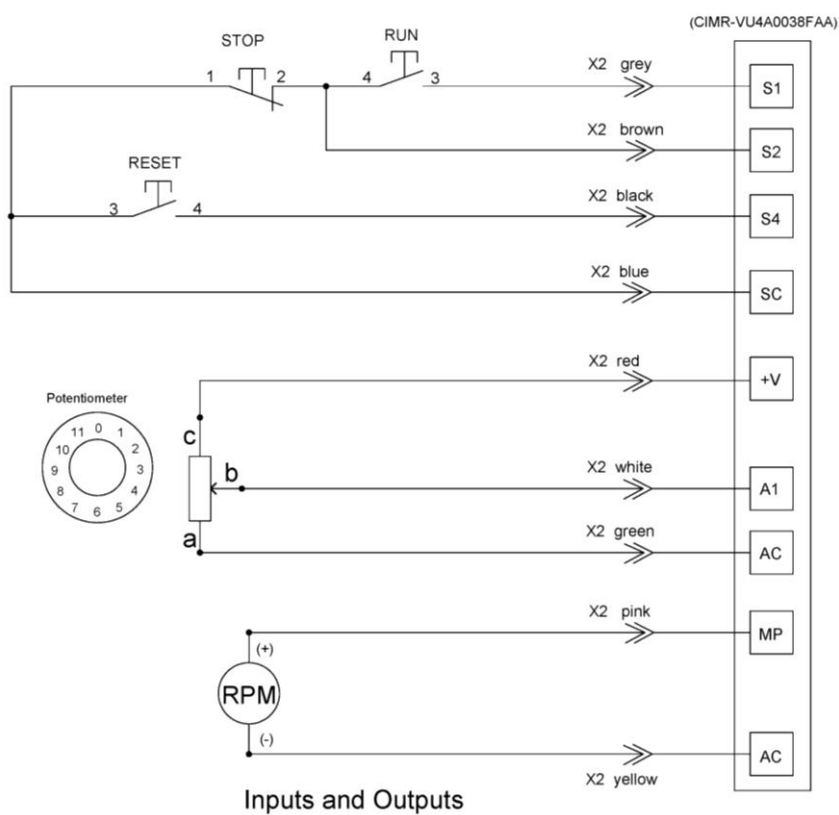 (CIMR-VU4A0038FAA)
STOP
RUN
1
2
4
3
X2 grey
S1
X2 brown
S2
RESET
3
4
X2 black
S4
X2 blue
SC
X2 red
+V
Potentiometer
0
1
2
3
4
5
6
7
8
9
10
11
c
b
a
X2 white
A1
X2 green
AC
X2 pink
MP
(+)
RPM
(-)
X2 yellow
AC
Inputs and Outputs